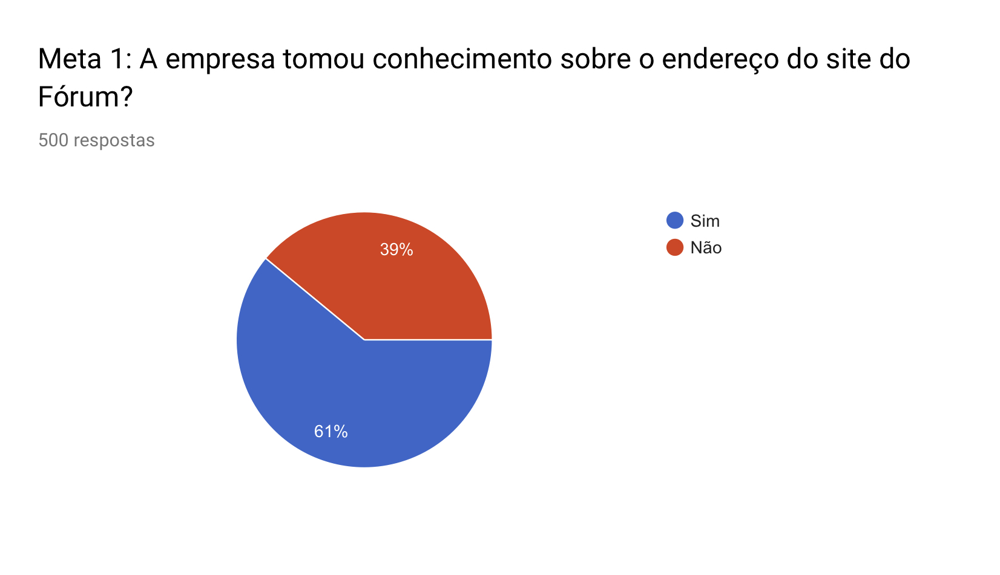 Meta 1: A empresa tomou conhecimento sobre o endereço do site do
Fórum?
500 respostas
Sim
Não
39%
61%